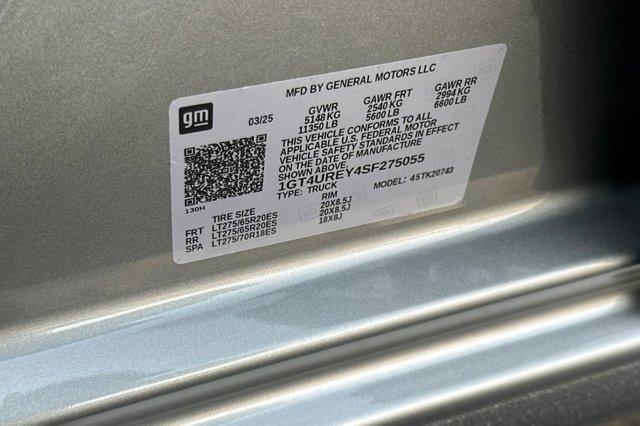 MFD BY GENERAL MOTORS LLC
gm
03/25 GVWR GAWR FRT GAWR RR
5148 KG 2540 KG 2994 KG
11350 LB 5600 LB 6600 LB
THIS VEHICLE CONFORMS TO ALL
APPLICABLE U.S. FEDERAL MOTOR
VEHICLE SAFETY STANDARDS IN EFFECT
ON THE DATE OF MANUFACTURE
SHOWN ABOVE.
1GT4UREY4SF275055
TYPE: TRUCK MODEL: 45TK20743
130H
TIRE SIZE RIM
FRT LT275/65R20ES 20X8.5J
RR LT275/65R20ES 20X8.5J
SPA LT275/70R18ES 18X8J